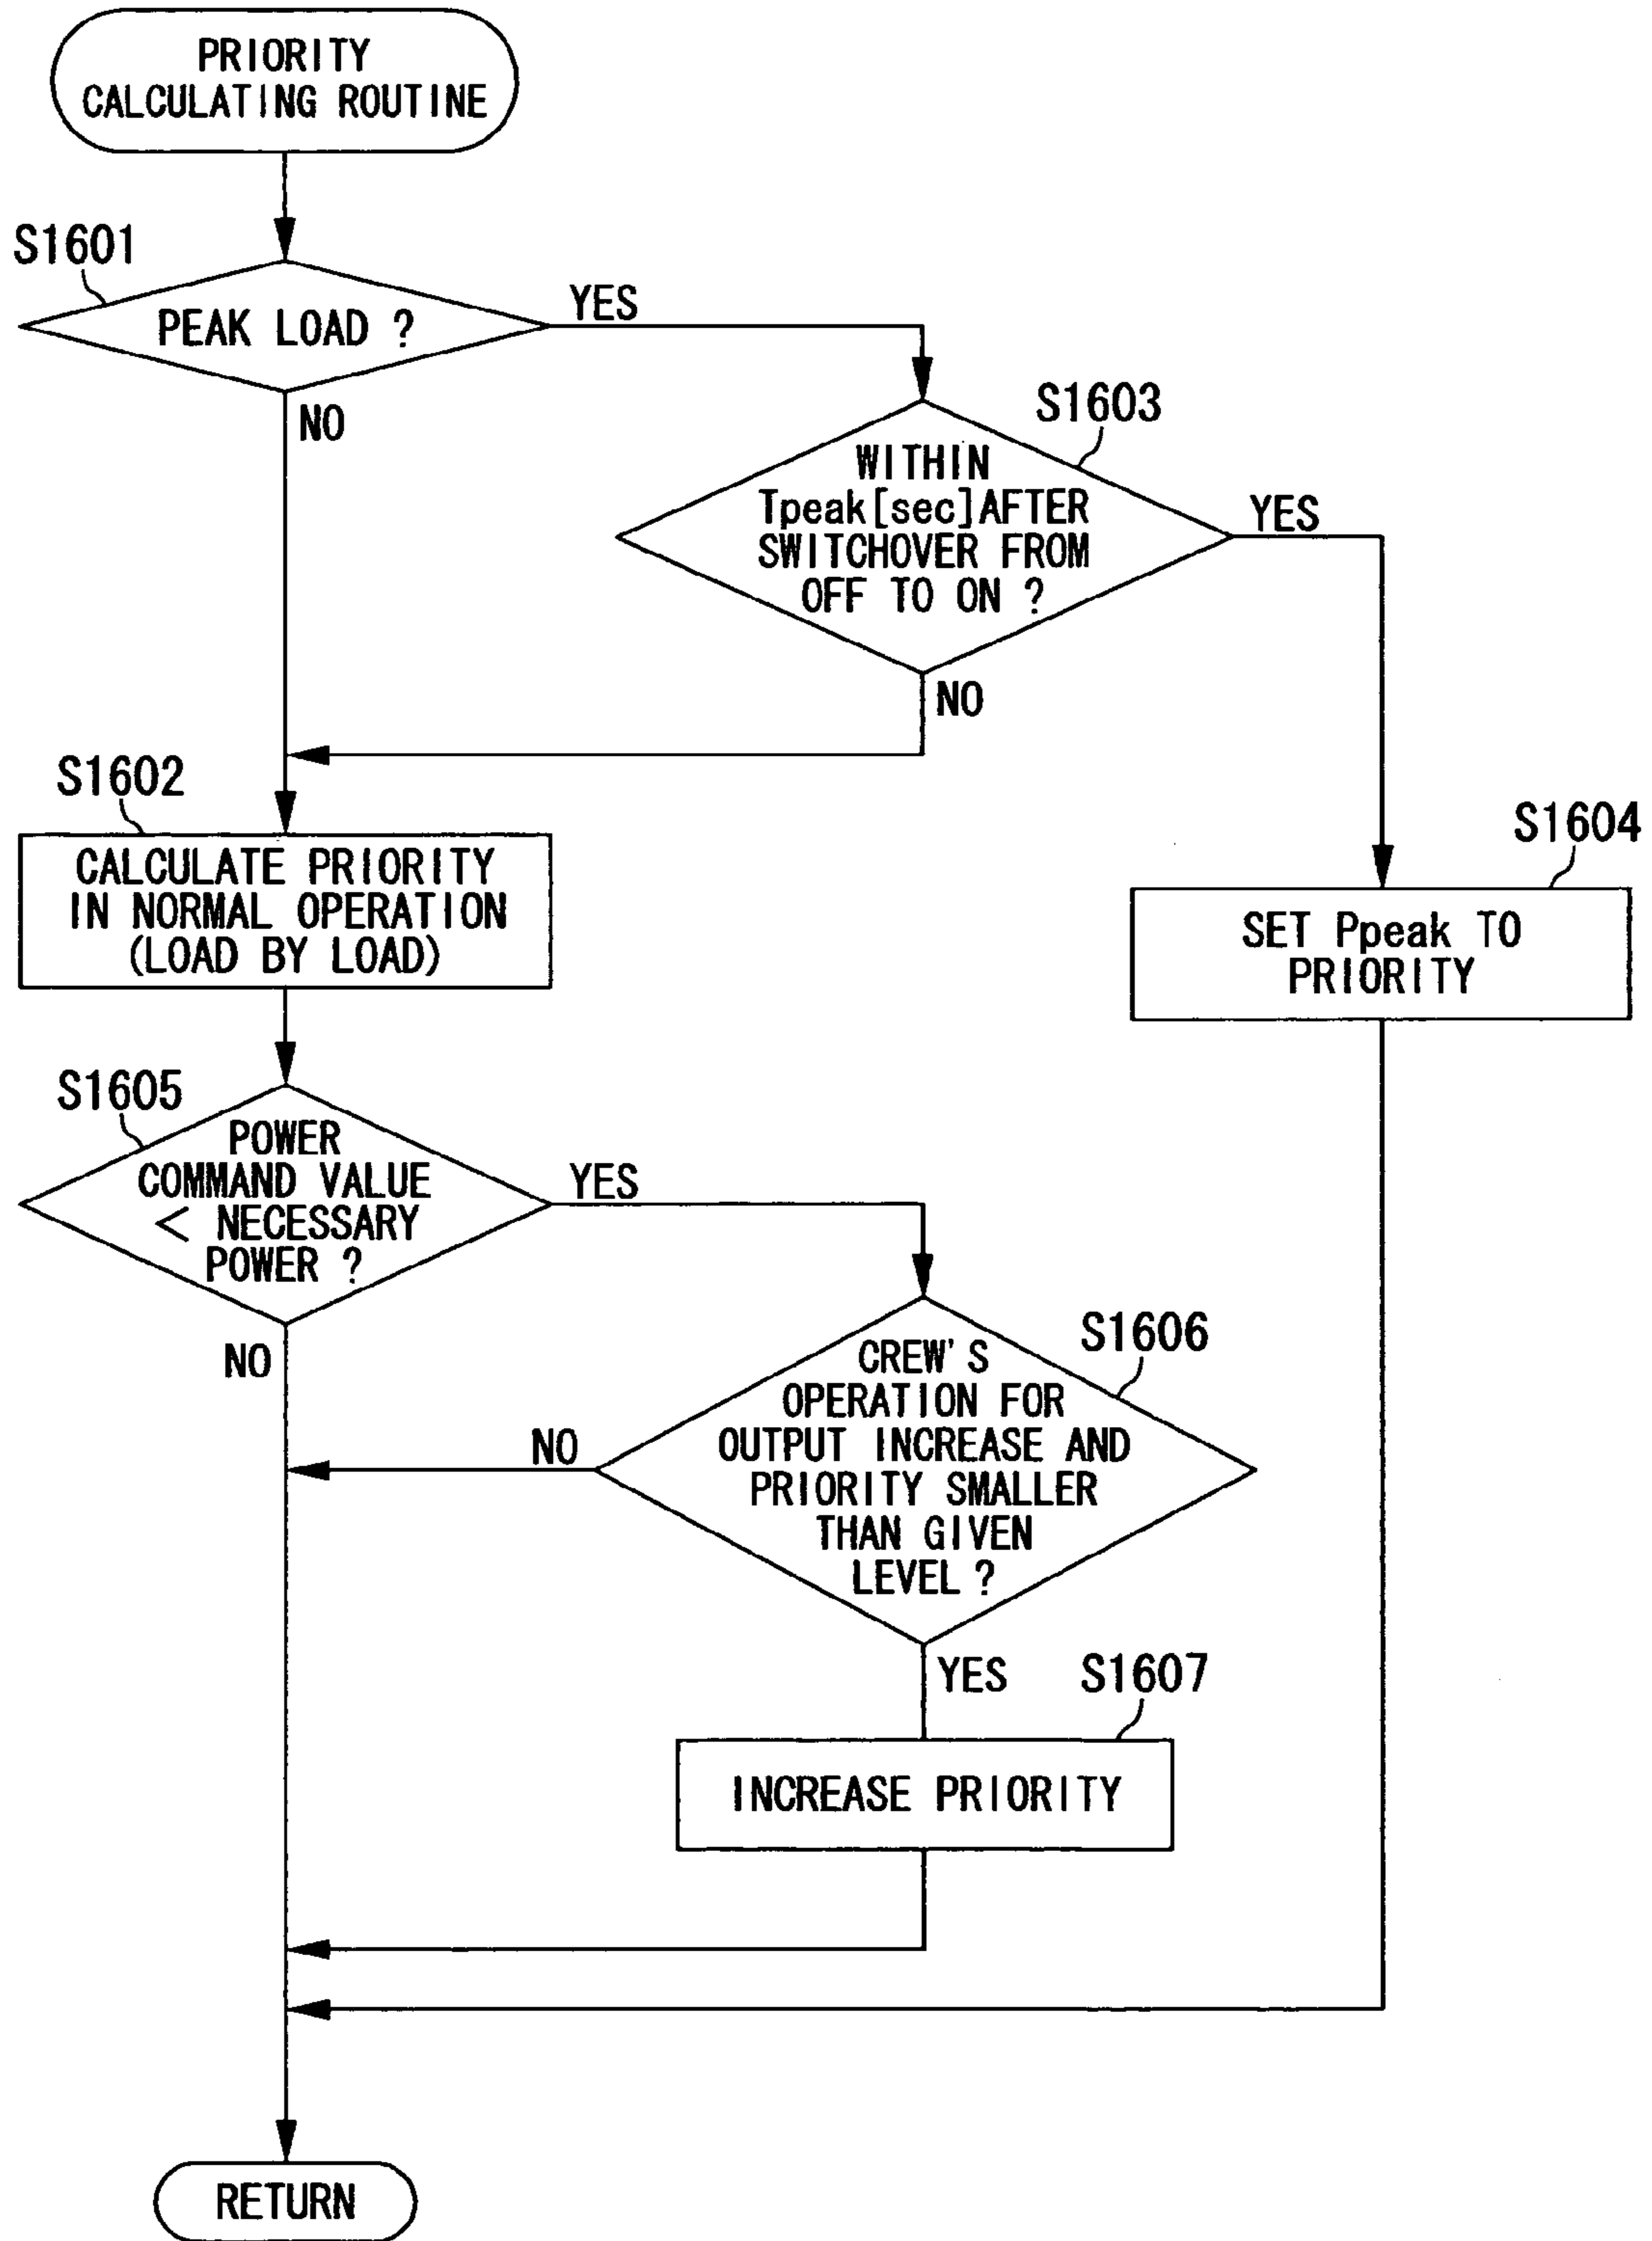 PRIORITY
CALCULATING ROUTINE
S1601
PEAK LOAD ?
YES
NO
S1603
WITHIN
Tpeak[sec]AFTER
SWITCHOVER FROM
OFF TO ON ?
YES
NO
S1602
CALCULATE PRIORITY
IN NORMAL OPERATION
(LOAD BY LOAD)
S1604
SET Ppeak TO
PRIORITY
S1605
POWER
COMMAND VALUE
< NECESSARY
POWER ?
YES
NO
S1606
CREW'S
OPERATION FOR
OUTPUT INCREASE AND
PRIORITY SMALLER
THAN GIVEN
LEVEL ?
NO
YES
S1607
INCREASE PRIORITY
RETURN